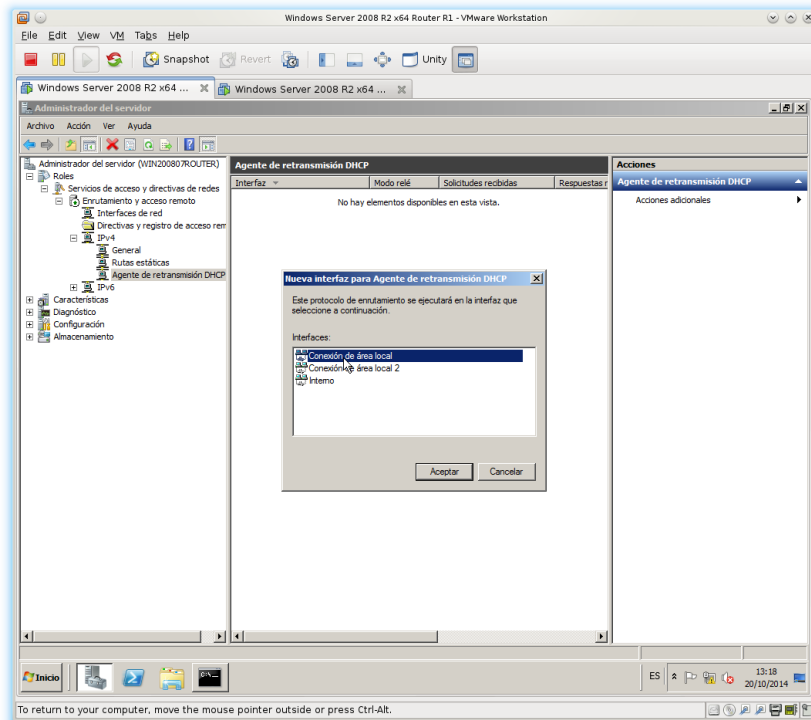 Windows Server 2008 R2 x64 Router R1 - VMware Workstation
File Edit View VM Tabs Help
Snapshot Revert Unity
Windows Server 2008 R2 x64 ... Windows Server 2008 R2 x64 ...
Administrador del servidor
Archivo Acción Ver Ayuda
Administrador del servidor (WIN200807ROUTER)
Roles
Servicios de acceso y directivas de redes
Enrutamiento y acceso remoto
Interfaces de red
Directivas y registro de acceso rem
IPv4
General
Rutas estáticas
Agente de retransmisión DHCP
IPv6
Características
Diagnóstico
Configuración
Almacenamiento
Agente de retransmisión DHCP
Interfaz Modo relé Solicitudes recibidas Respuestas r
No hay elementos disponibles en esta vista.
Nueva interfaz para Agente de retransmisión DHCP
Este protocolo de enrutamiento se ejecutará en la interfaz que
seleccione a continuación.
Interfaces:
Conexión de área local
Conexión de área local 2
Interno
Aceptar Cancelar
Acciones
Agente de retransmisión DHCP
Acciones adicionales
Inicio
ES 13:18
20/10/2014
To return to your computer, move the mouse pointer outside or press Ctrl-Alt.